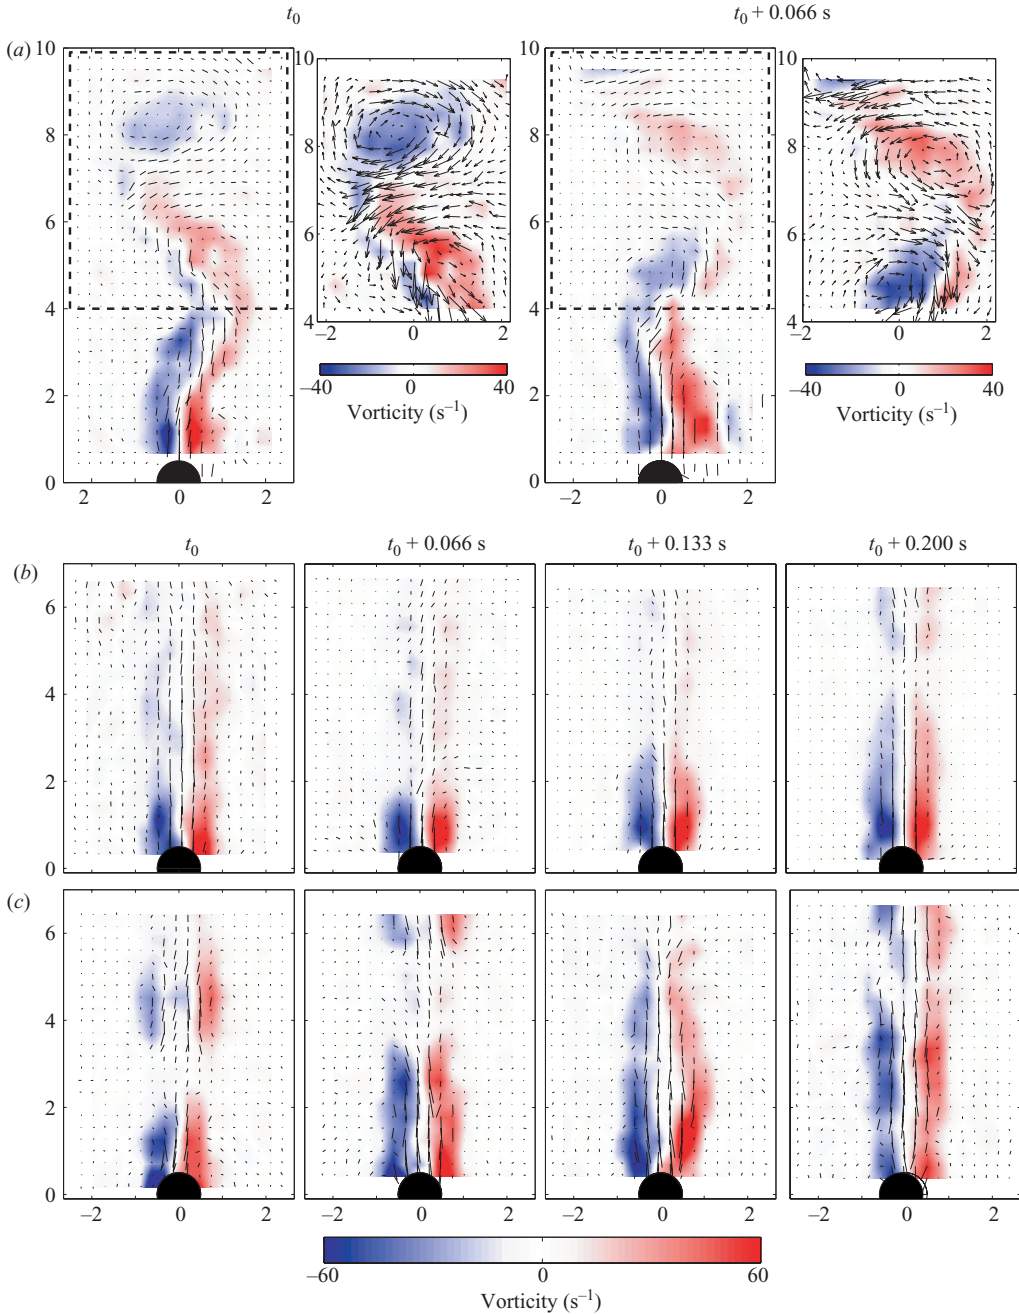 t0 t0 + 0.066 s
(a) 10 10 10 10
8 8 8 8
6 6 6 6
4 4 4 4
–2 0 2 –2 0 2
–40 0 40 –40 0 40
Vorticity (s–1) Vorticity (s–1)
2 2
0 0
2 0 2 –2 0 2
t0 t0 + 0.066 s t0 + 0.133 s t0 + 0.200 s
(b)
6
4
2
0
(c)
6
4
2
0
–2 0 2 –2 0 2 –2 0 2 –2 0 2
–60 0 60
Vorticity (s–1)